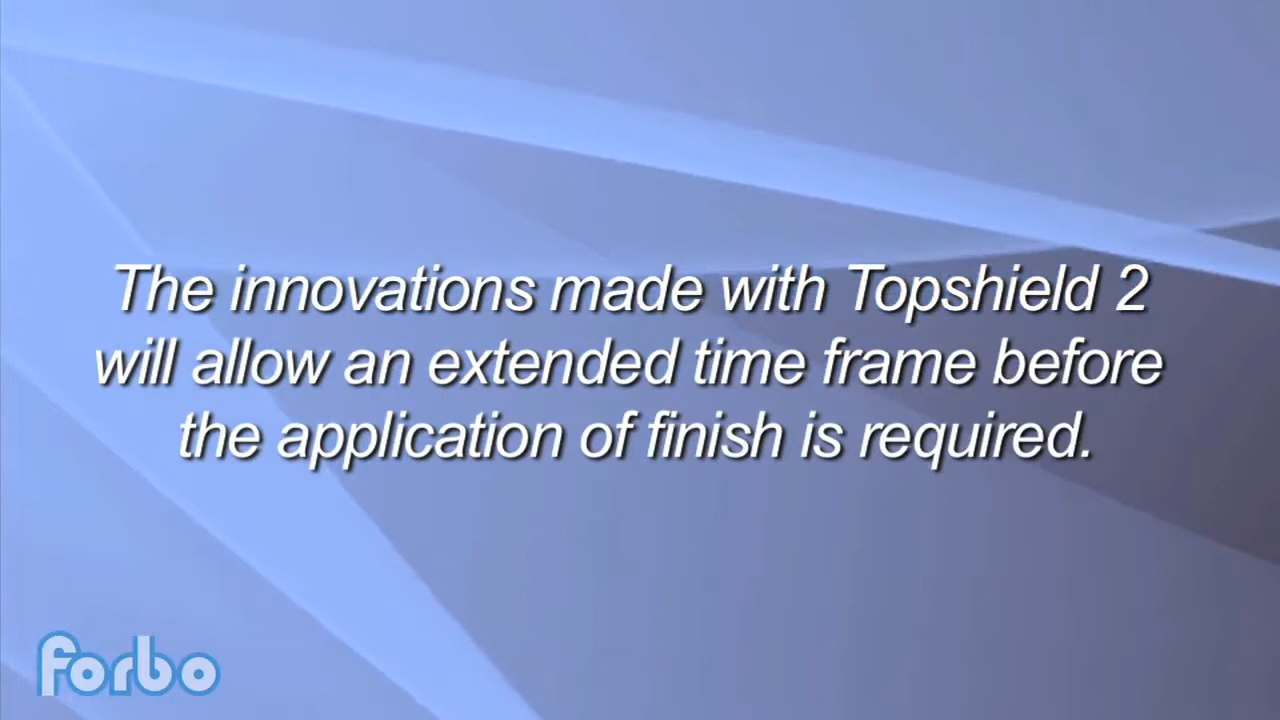 The innovations made with Topshield 2
will allow an extended time frame before
the application of finish is required.
forbo